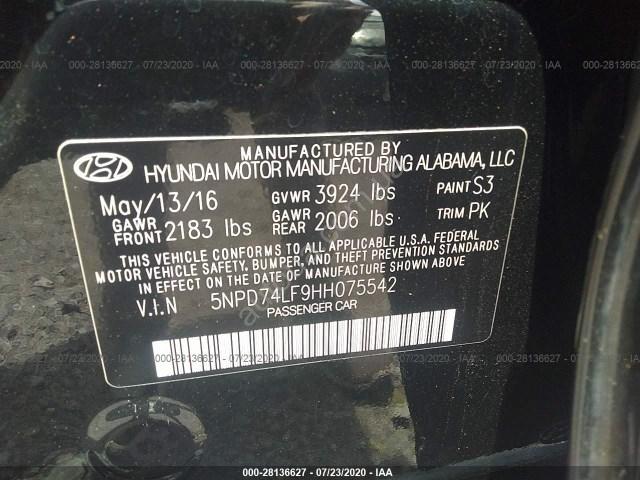 000-28136627 - 07/23/2020 - IAA
000-28136627 - 07/23/2020 - IAA
MANUFACTURED BY
HYUNDAI MOTOR MANUFACTURING ALABAMA, LLC
May/13/16 GVWR 3924 lbs PAINT S3
GAWR FRONT 2183 lbs GAWR REAR 2006 lbs TRIM PK
THIS VEHICLE CONFORMS TO ALL APPLICABLE U.S.A. FEDERAL
MOTOR VEHICLE SAFETY, BUMPER, AND THEFT PREVENTION STANDARDS
IN EFFECT ON THE DATE OF MANUFACTURE SHOWN ABOVE.
V.I.N 5NPD74LF9HH075542
PASSENGER CAR
000-28136627 - 07/23/2020 - IAA
000-28136627 - 07/23/2020 - IAA
000-28136627 - 07/23/2020 - IAA